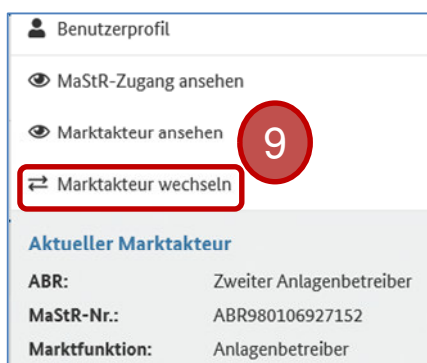 Benutzerprofil
MaStR-Zugang ansehen
Marktakteur ansehen
9
Marktakteur wechseln
Aktueller Marktakteur
ABR: Zweiter Anlagenbetreiber
MaStR-Nr.: ABR980106927152
Marktfunktion: Anlagenbetreiber